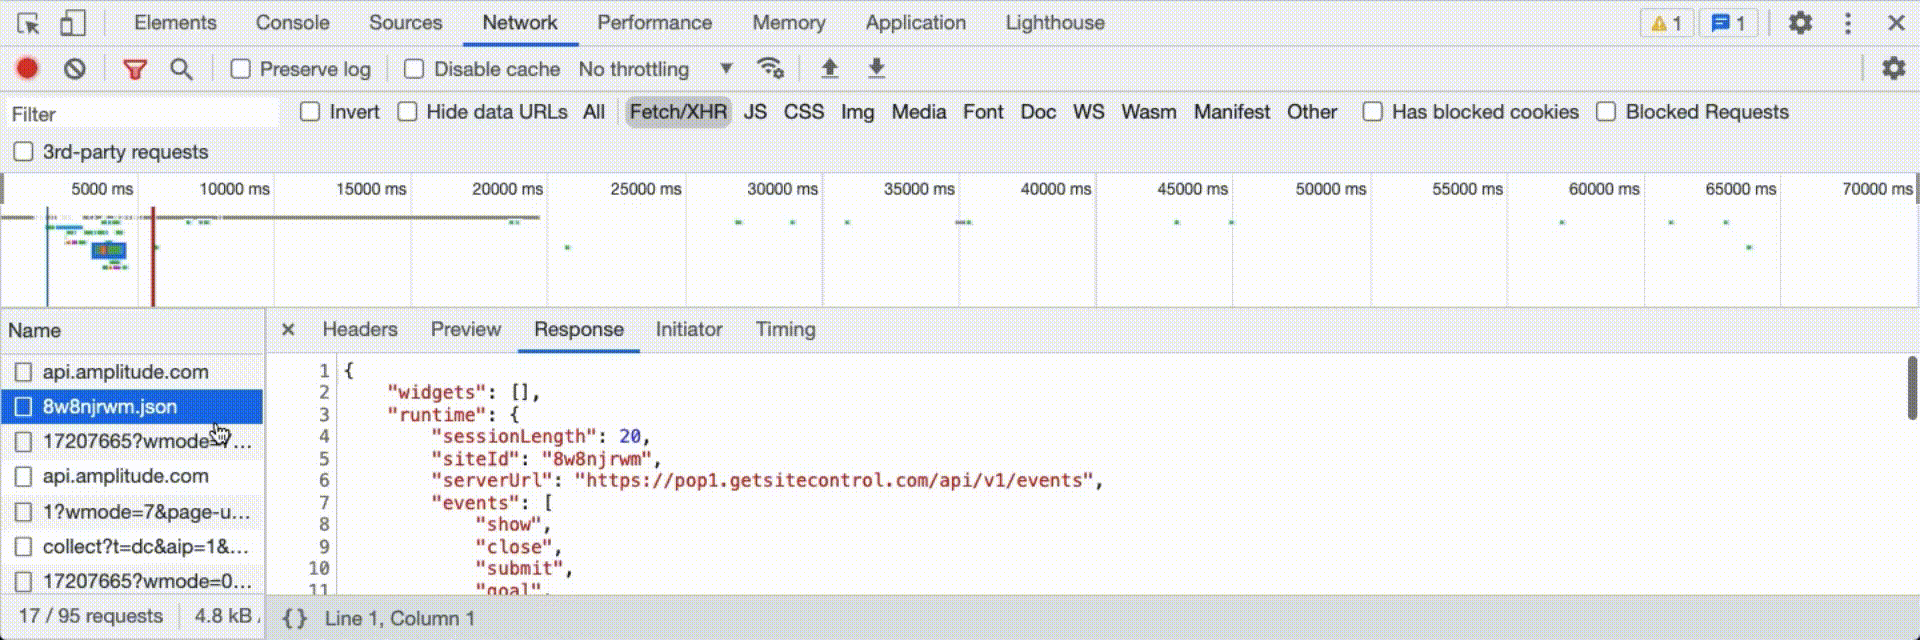 Elements Console Sources Network Performance Memory Application Lighthouse 1 1
Preserve log Disable cache No throttling
Filter Invert Hide data URLs All Fetch/XHR JS CSS Img Media Font Doc WS Wasm Manifest Other Has blocked cookies Blocked Requests
3rd-party requests
5000 ms 10000 ms 15000 ms 20000 ms 25000 ms 30000 ms 35000 ms 40000 ms 45000 ms 50000 ms 55000 ms 60000 ms 65000 ms 70000 ms
Name
api.amplitude.com
8w8njrwm.json
17207665?wmode=7...
api.amplitude.com
1?wmode=7&page-u...
collect?t=dc&aip=1&...
17207665?wmode=0...
17 / 95 requests 4.8 kB
Headers Preview Response Initiator Timing
1 {
2 "widgets": [],
3 "runtime": {
4 "sessionLength": 20,
5 "siteId": "8w8njrwm",
6 "serverUrl": "https://pop1.getsitecontrol.com/api/v1/events",
7 "events": [
8 "show",
9 "close",
10 "submit",
11 "goal",
{} Line 1, Column 1